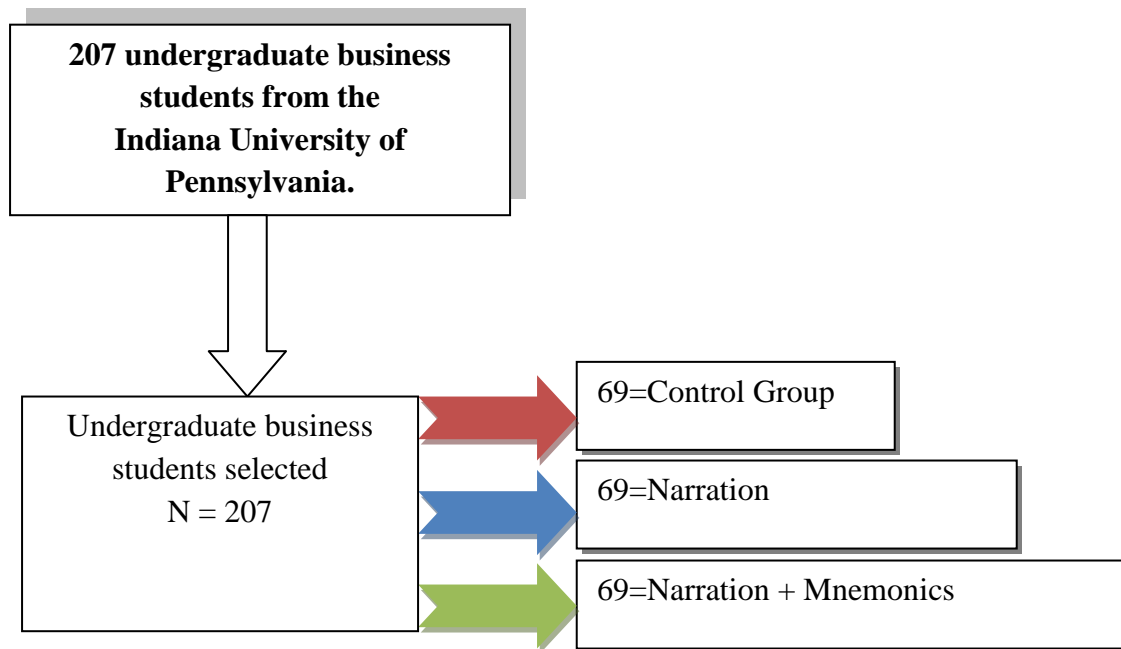 207 undergraduate business
students from the
Indiana University of
Pennsylvania.
Undergraduate business
students selected
N = 207
69=Control Group
69=Narration
69=Narration + Mnemonics